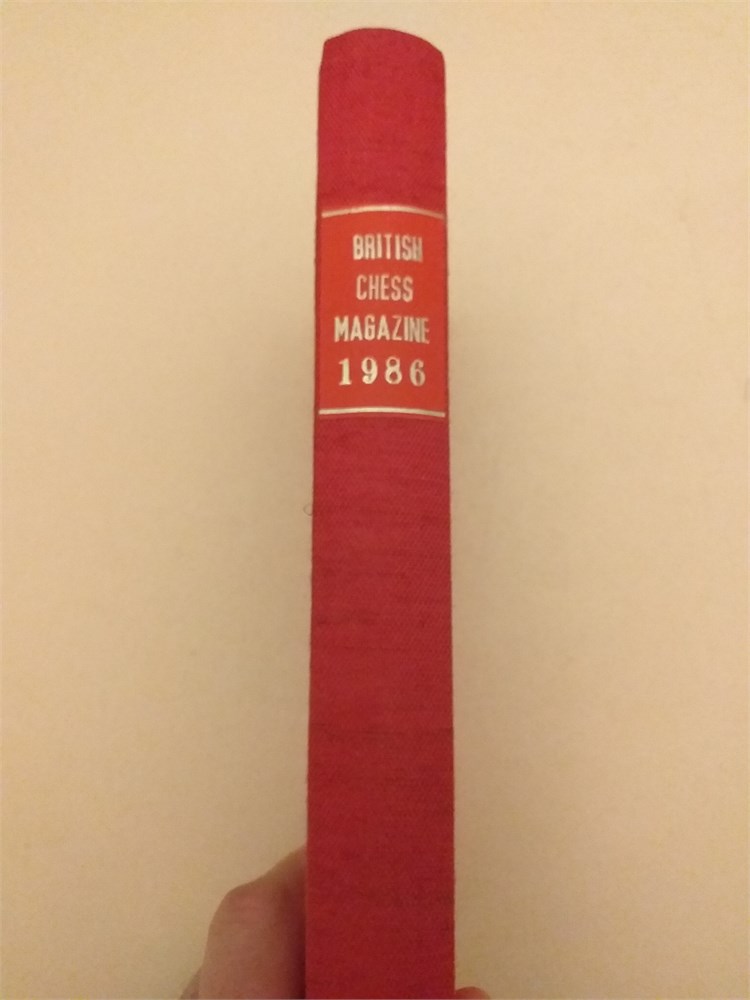 BRITISH
CHESS
MAGAZINE
1986